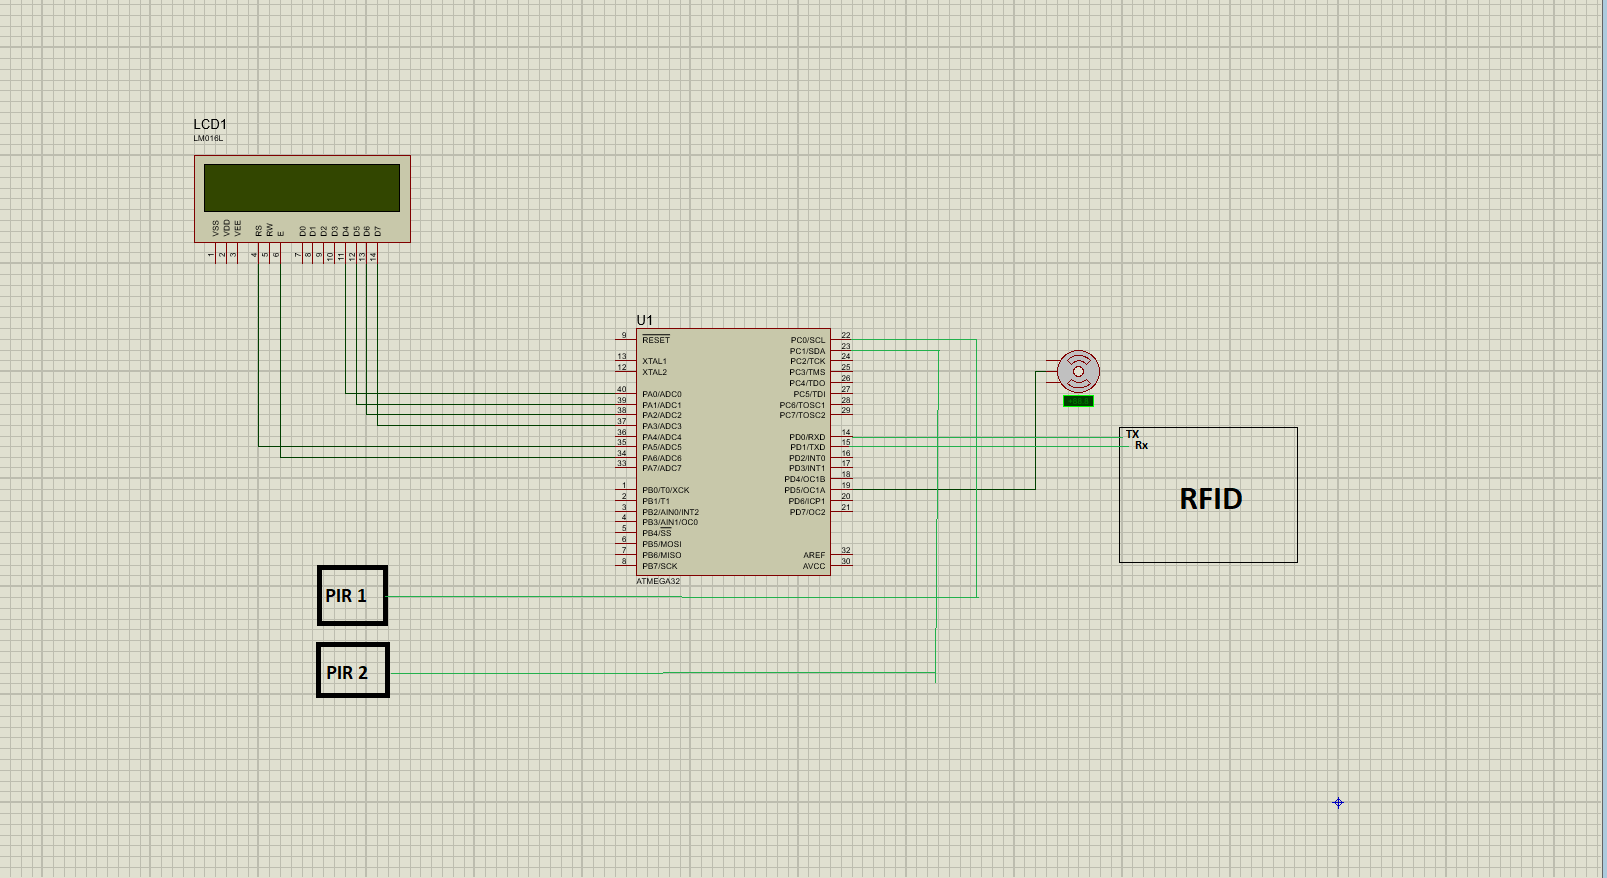 LCD1
LM016L
VSS
VDD
VEE
RS
RW
E
D0
D1
D2
D3
D4
D5
D6
D7
1
2
3
4
5
6
7
8
9
10
11
12
13
14
U1
9 RESET
13 XTAL1
12 XTAL2
40 PA0/ADC0
39 PA1/ADC1
38 PA2/ADC2
37 PA3/ADC3
36 PA4/ADC4
35 PA5/ADC5
34 PA6/ADC6
33 PA7/ADC7
1 PB0/T0/XCK
2 PB1/T1
3 PB2/AIN0/INT2
4 PB3/AIN1/OC0
5 PB4/SS
6 PB5/MOSI
7 PB6/MISO
8 PB7/SCK
PC0/SCL 22
PC1/SDA 23
PC2/TCK 24
PC3/TMS 25
PC4/TDO 26
PC5/TDI 27
PC6/TOSC1 28
PC7/TOSC2 29
PD0/RXD 14
PD1/TXD 15
PD2/INT0 16
PD3/INT1 17
PD4/OC1B 18
PD5/OC1A 19
PD6/ICP1 20
PD7/OC2 21
AREF 32
AVCC 30
ATMEGA32
TX
Rx
RFID
PIR 1
PIR 2